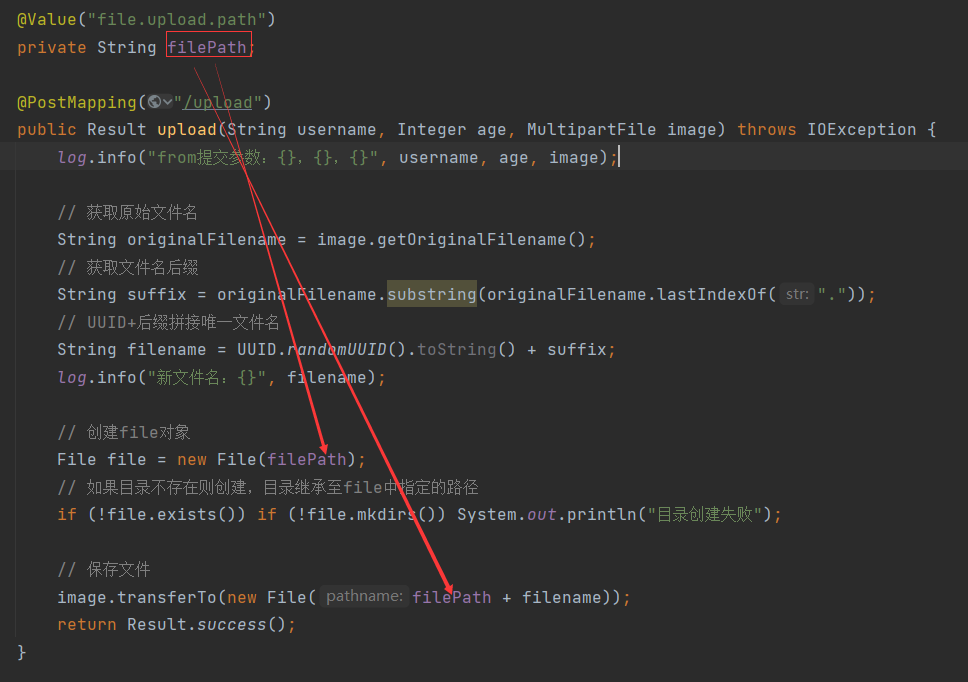 @Value("file.upload.path")
private String filePath;
@PostMapping("/upload")
public Result upload(String username, Integer age, MultipartFile image) throws IOException {
log.info("from提交参数：{}，{}，{}", username, age, image);
// 获取原始文件名
String originalFilename = image.getOriginalFilename();
// 获取文件名后缀
String suffix = originalFilename.substring(originalFilename.lastIndexOf( str: "."));
// UUID+后缀拼接唯一文件名
String filename = UUID.randomUUID().toString() + suffix;
log.info("新文件名：{}", filename);
// 创建file对象
File file = new File(filePath);
// 如果目录不存在则创建，目录继承至file中指定的路径
if (!file.exists()) if (!file.mkdirs()) System.out.println("目录创建失败");
// 保存文件
image.transferTo(new File( pathname: filePath + filename));
return Result.success();
}